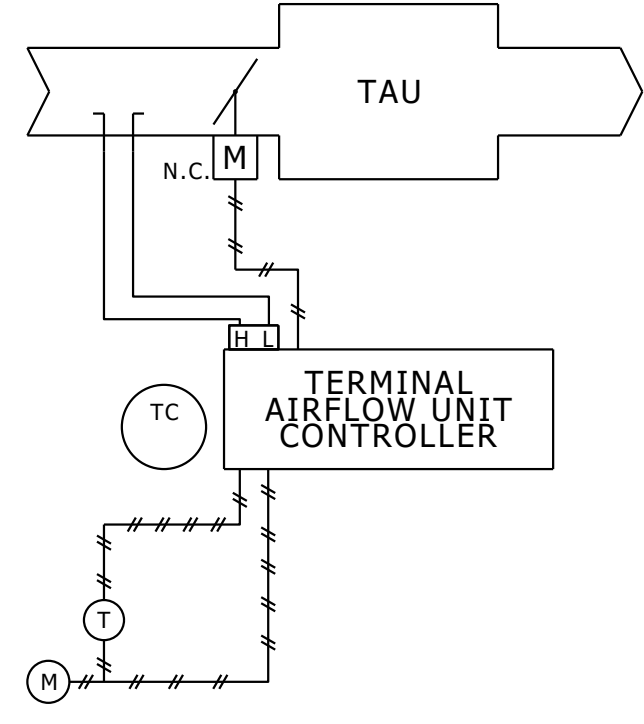 TAU
M
N.C.
H L
TERMINAL
AIRFLOW UNIT
CONTROLLER
TC
T
M